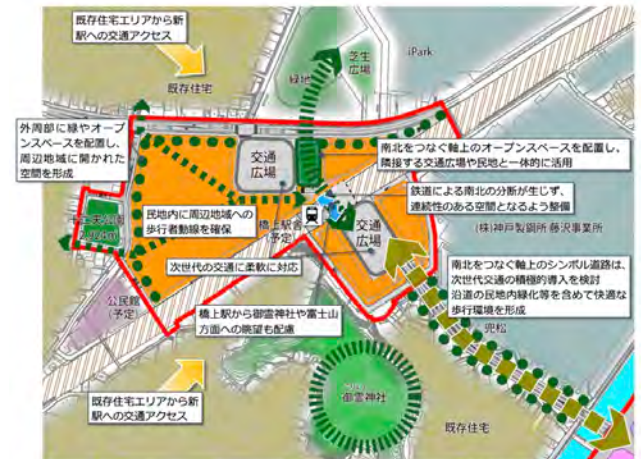 既存住宅エリアから新
駅への交通アクセス
既存住宅
緑地
芝生
広場
iPark
外周部に緑やオープ
ンスペースを配置し、
周辺地域に開かれた
空間を形成
交通
広場
南北をつなぐ軸上のオープンスペースを配置し、
隣接する交通広場や民地と一体的に活用
鉄道による南北の分断が生じず、
連続性のある空間となるよう整備
民地内に周辺地域への
歩行者動線を確保
橋上駅舎
(予定)
交通
広場
(株)神戸製鋼所 藤沢事業所
次世代の交通に柔軟に対応
南北をつなぐ軸上のシンボル道路は、
次世代交通の積極的導入を検討
沿道の民地内緑化等を含めて快適な
歩行環境を形成
公民館
(予定)
橋上駅から御霊神社や富士山
方面への眺望も配慮
兜松
既存住宅エリアから新
駅への交通アクセス
御霊神社
既存住宅